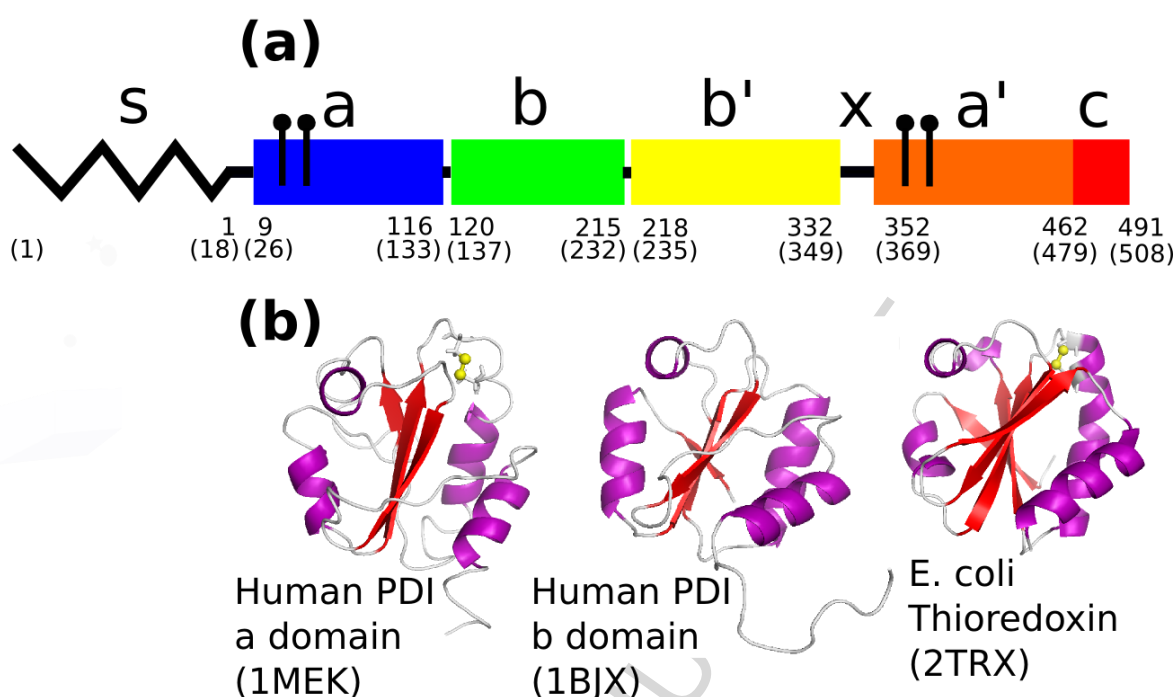 (a)
s a b b' x a' c
1 9 116 120 215 218 332 352 462 491
(1) (18) (26) (133) (137) (232) (235) (349) (369) (479) (508)
(b)
Human PDI
a domain
(1MEK)
Human PDI
b domain
(1BJX)
E. coli
Thioredoxin
(2TRX)